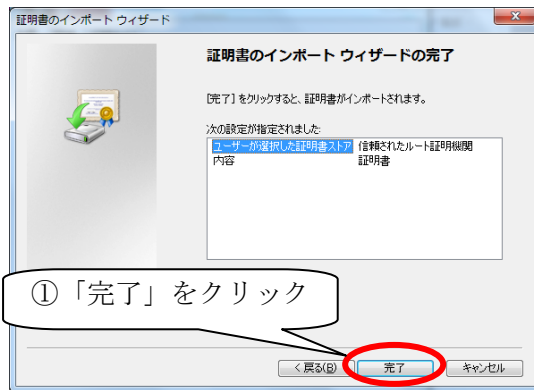 証明書のインポート ウィザード
証明書のインポート ウィザードの完了
[完了] をクリックすると、証明書がインポートされます。
次の設定が指定されました:
ユーザーが選択した証明書ストア 信頼されたルート証明機関
内容 証明書
①「完了」をクリック
< 戻る(B) 完了 キャンセル